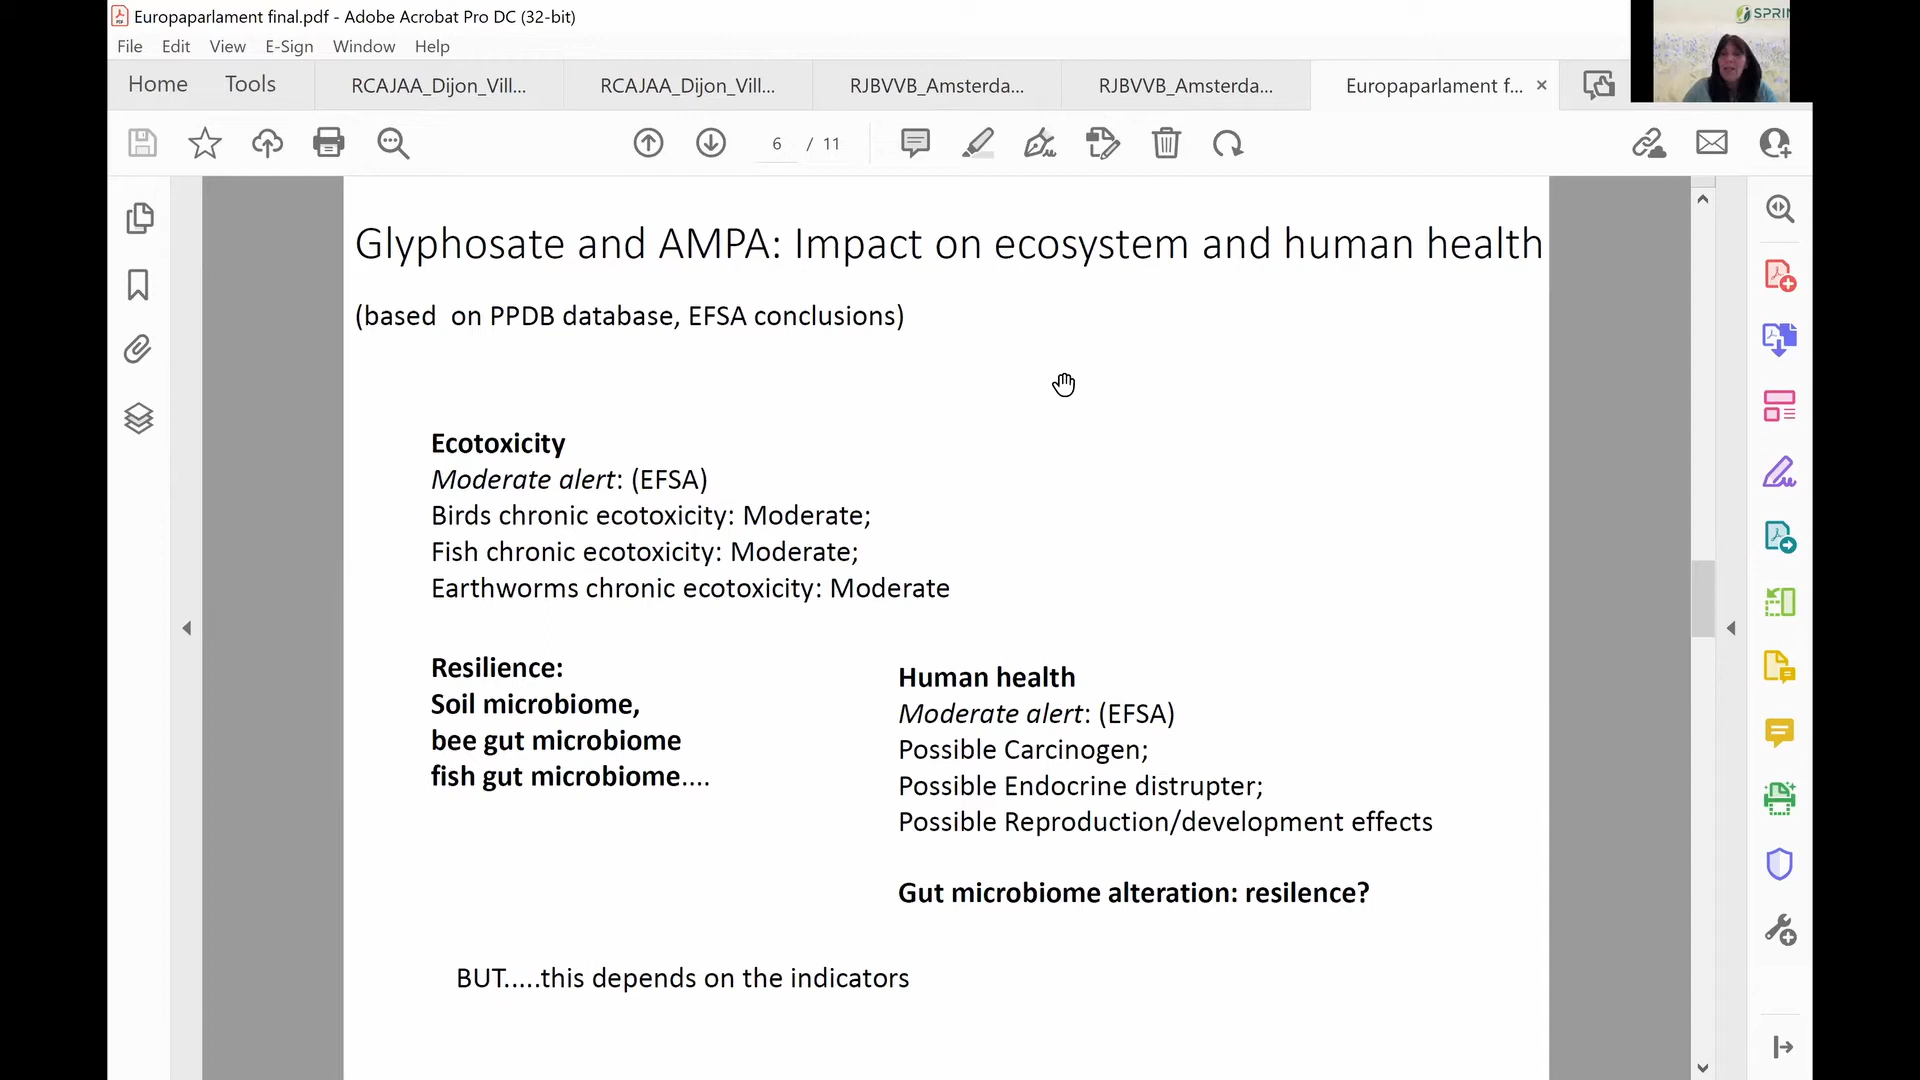 Europaparlament final.pdf - Adobe Acrobat Pro DC (32-bit)
File Edit View E-Sign Window Help
Home Tools RCAJAA_Dijon_Vill... RCAJAA_Dijon_Vill... RJBVVB_Amsterda... RJBVVB_Amsterda... Europaparlament f... ×
6 / 11
Glyphosate and AMPA: Impact on ecosystem and human health
(based on PPDB database, EFSA conclusions)
Ecotoxicity
Moderate alert: (EFSA)
Birds chronic ecotoxicity: Moderate;
Fish chronic ecotoxicity: Moderate;
Earthworms chronic ecotoxicity: Moderate
Resilience:
Soil microbiome,
bee gut microbiome
fish gut microbiome....
Human health
Moderate alert: (EFSA)
Possible Carcinogen;
Possible Endocrine distrupter;
Possible Reproduction/development effects
Gut microbiome alteration: resilence?
BUT.....this depends on the indicators